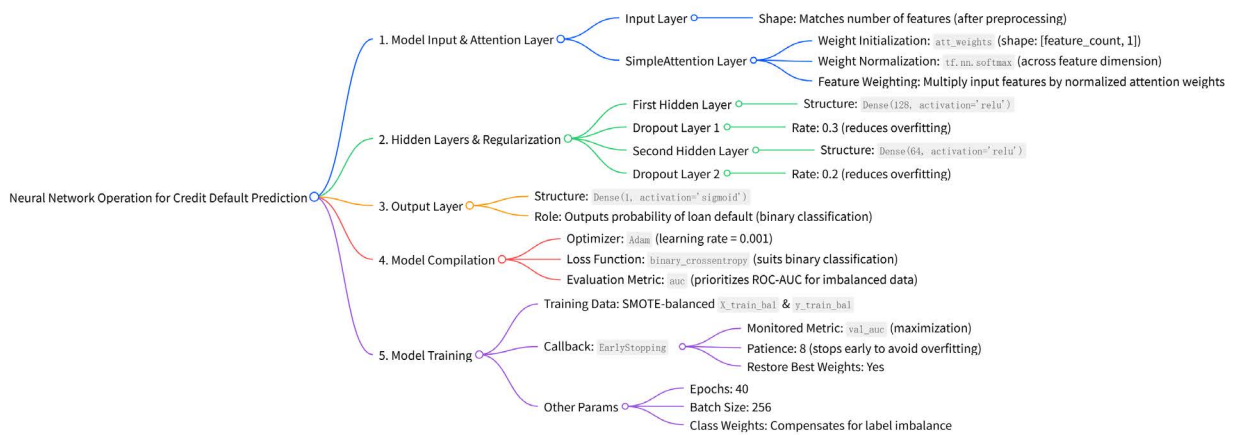 Neural Network Operation for Credit Default Prediction
1. Model Input & Attention Layer
Input Layer
Shape: Matches number of features (after preprocessing)
SimpleAttention Layer
Weight Initialization: att_weights (shape: [feature_count, 1])
Weight Normalization: tf.nn.softmax (across feature dimension)
Feature Weighting: Multiply input features by normalized attention weights
2. Hidden Layers & Regularization
First Hidden Layer
Structure: Dense(128, activation='relu')
Dropout Layer 1
Rate: 0.3 (reduces overfitting)
Second Hidden Layer
Structure: Dense(64, activation='relu')
Dropout Layer 2
Rate: 0.2 (reduces overfitting)
3. Output Layer
Structure: Dense(1, activation='sigmoid')
Role: Outputs probability of loan default (binary classification)
4. Model Compilation
Optimizer: Adam (learning rate = 0.001)
Loss Function: binary_crossentropy (suits binary classification)
Evaluation Metric: auc (prioritizes ROC-AUC for imbalanced data)
5. Model Training
Training Data: SMOTE-balanced X_train_bal & y_train_bal
Callback: EarlyStopping
Monitored Metric: val_auc (maximization)
Patience: 8 (stops early to avoid overfitting)
Restore Best Weights: Yes
Other Params
Epochs: 40
Batch Size: 256
Class Weights: Compensates for label imbalance